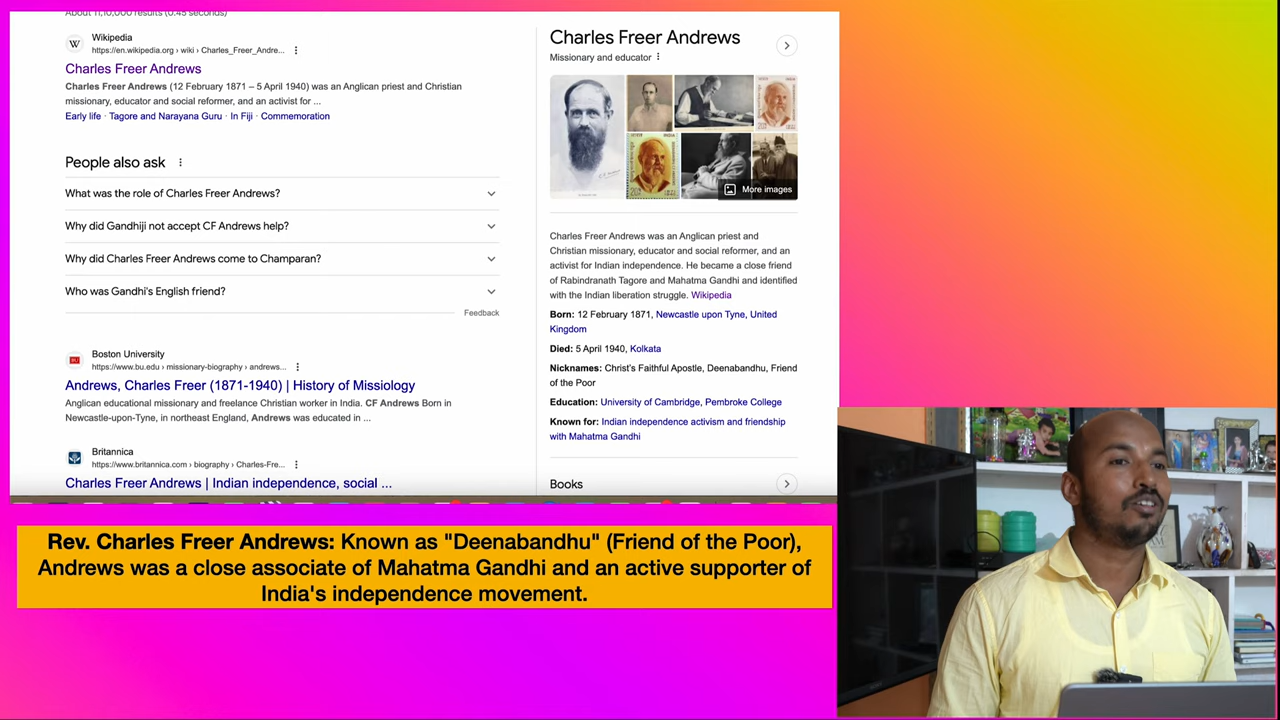 About 11,10,000 results (0.45 seconds)
Wikipedia
https://en.wikipedia.org › wiki › Charles_Freer_Andre...
Charles Freer Andrews
Charles Freer Andrews (12 February 1871 – 5 April 1940) was an Anglican priest and Christian
missionary, educator and social reformer, and an activist for ...
Early life · Tagore and Narayana Guru · In Fiji · Commemoration
People also ask
What was the role of Charles Freer Andrews?
Why did Gandhiji not accept CF Andrews help?
Why did Charles Freer Andrews come to Champaran?
Who was Gandhi's English friend?
Feedback
Boston University
https://www.bu.edu › missionary-biography › andrews...
Andrews, Charles Freer (1871-1940) | History of Missiology
Anglican educational missionary and freelance Christian worker in India. CF Andrews Born in
Newcastle-upon-Tyne, in northeast England, Andrews was educated in ...
Britannica
https://www.britannica.com › biography › Charles-Fre...
Charles Freer Andrews | Indian independence, social ...
Charles Freer Andrews
Missionary and educator
More images
Charles Freer Andrews was an Anglican priest and
Christian missionary, educator and social reformer, and an
activist for Indian independence. He became a close friend
of Rabindranath Tagore and Mahatma Gandhi and identified
with the Indian liberation struggle. Wikipedia
Born: 12 February 1871, Newcastle upon Tyne, United
Kingdom
Died: 5 April 1940, Kolkata
Nicknames: Christ's Faithful Apostle, Deenabandhu, Friend
of the Poor
Education: University of Cambridge, Pembroke College
Known for: Indian independence activism and friendship
with Mahatma Gandhi
Books
Rev. Charles Freer Andrews: Known as "Deenabandhu" (Friend of the Poor),
Andrews was a close associate of Mahatma Gandhi and an active supporter of
India's independence movement.